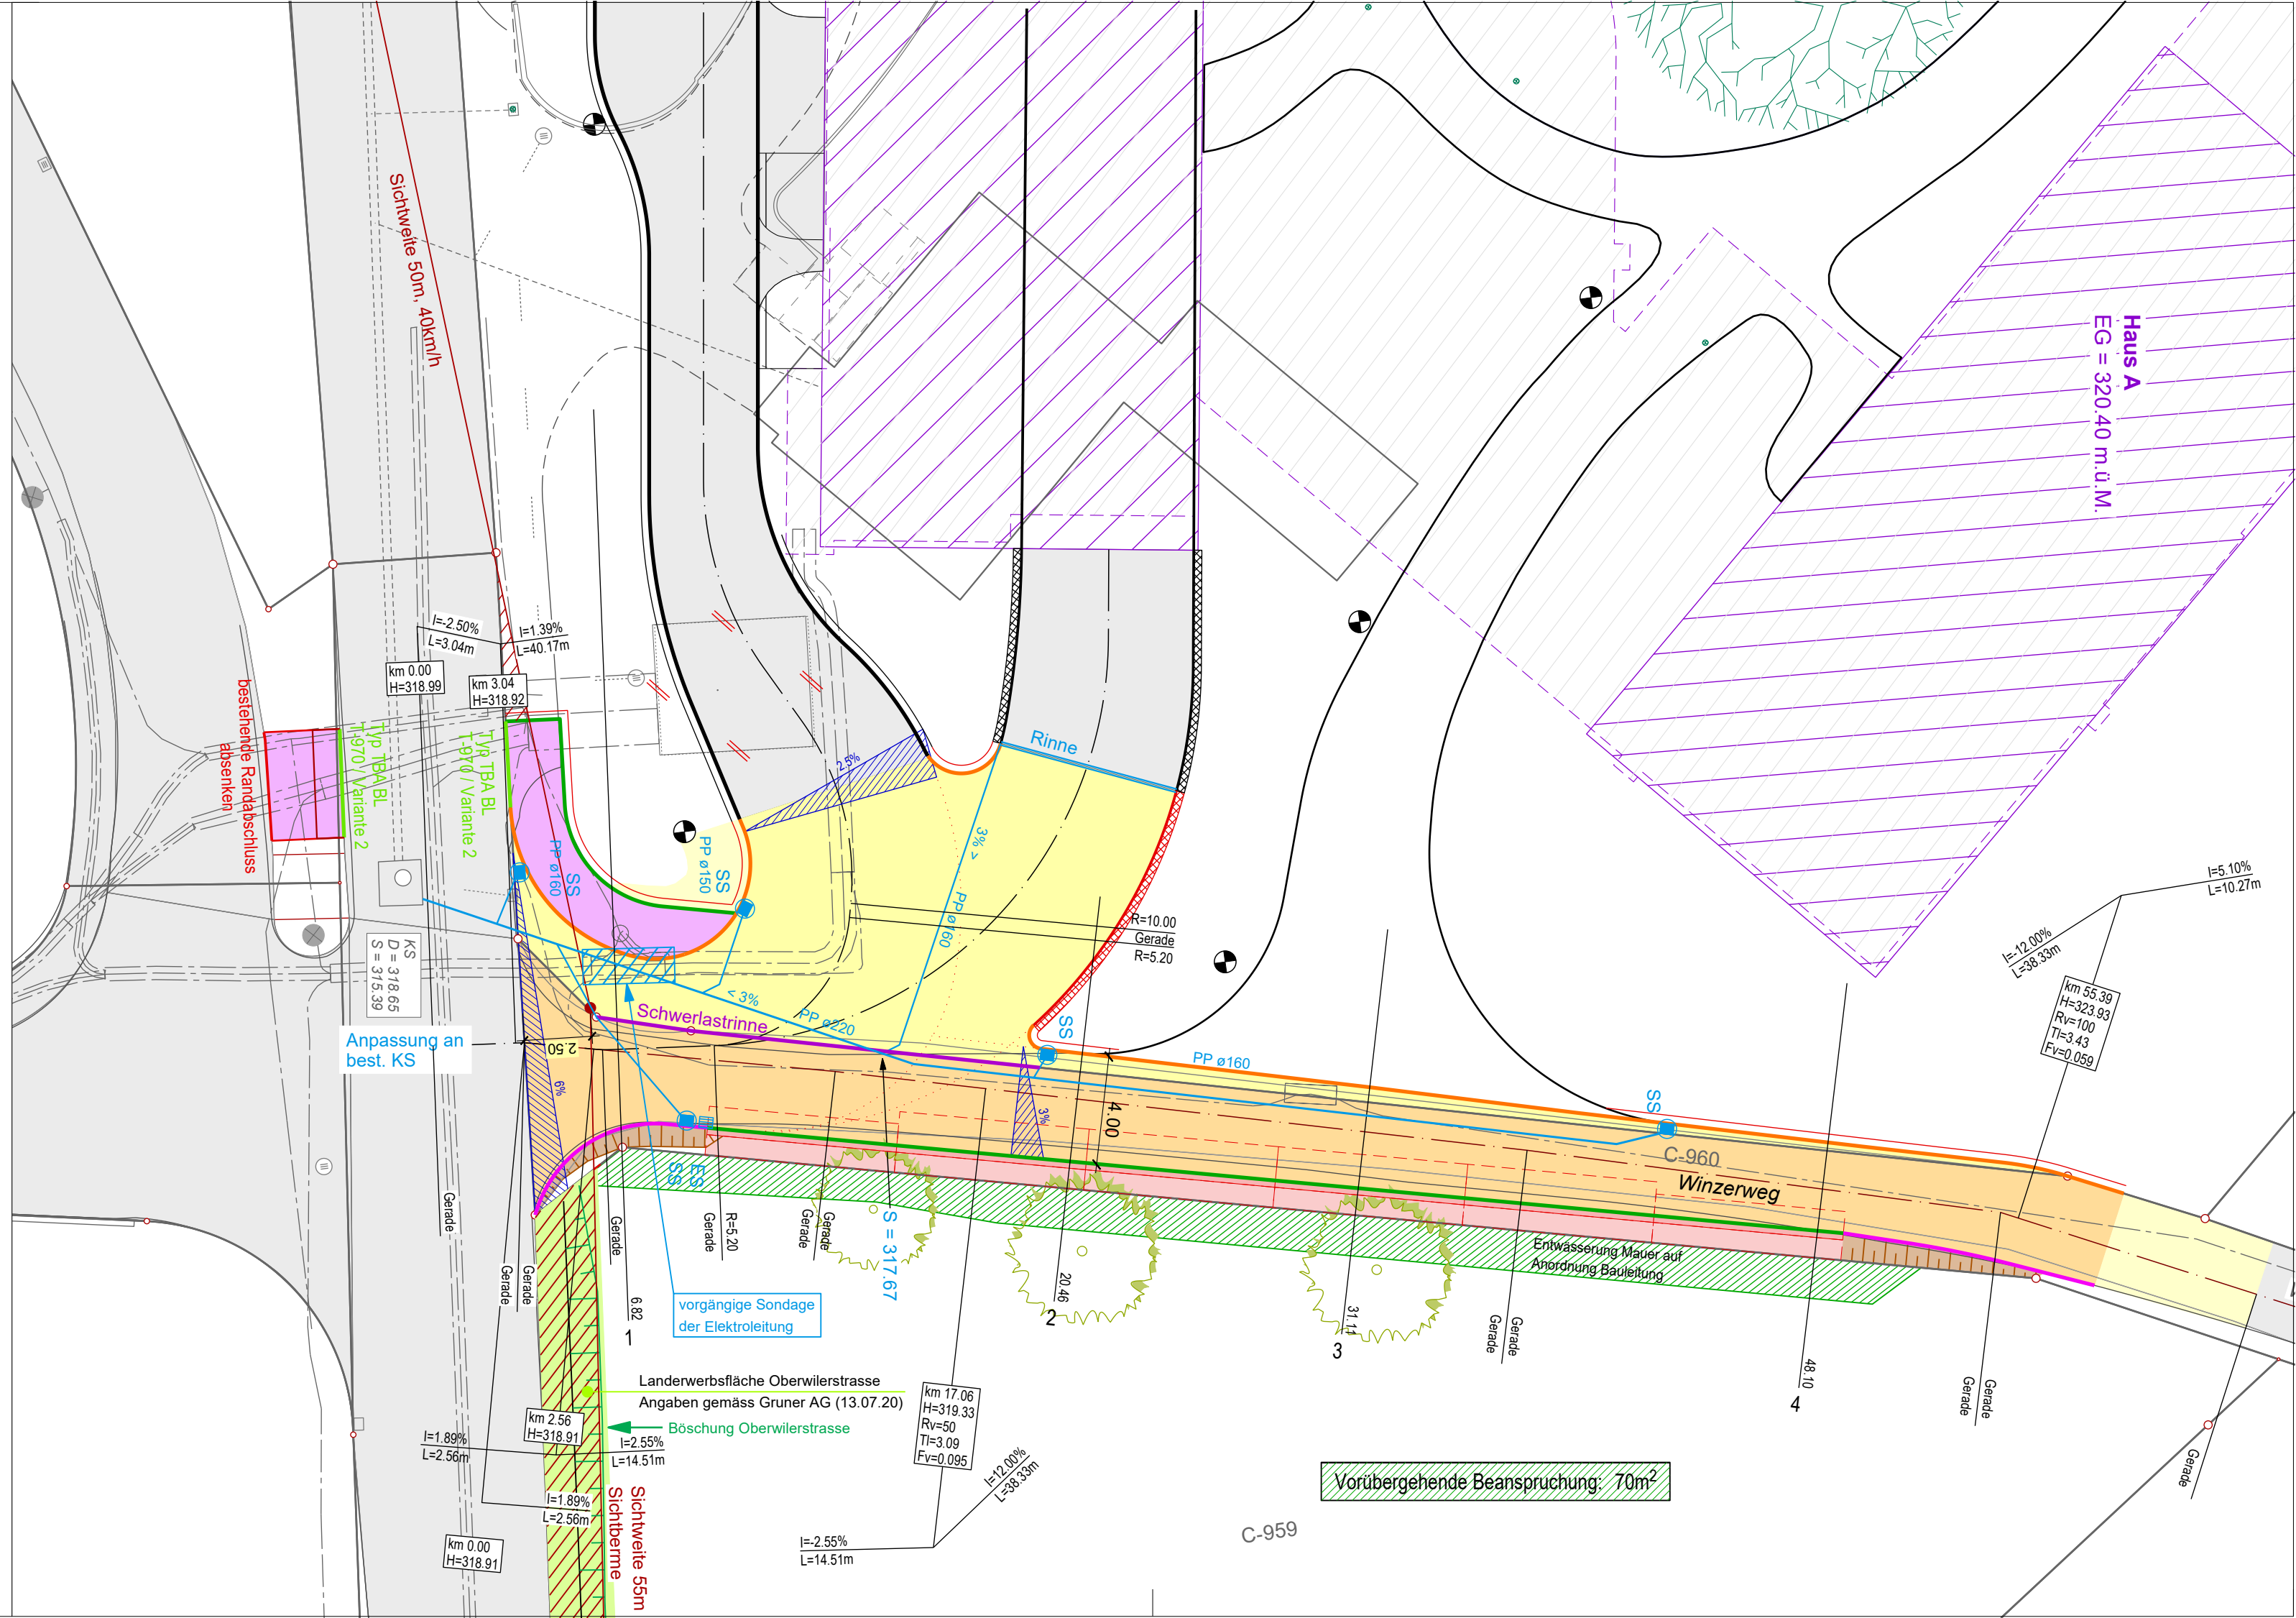 Sichtweite 50m, 40km/h
Haus A
EG = 320.40 m.ü.M.
I=-2.50%
L=3.04m
I=1.39%
L=40.17m
km 0.00
H=318.99
km 3.04
H=318.92
bestehende Randabschluss
absenken
Typ TBA BL
T-970 / Variante 2
Typ TBA BL
T-970 / Variante 2
PP ø160
SS
PP ø150
SS
2.5%
Rinne
3% >
PP ø160
R=10.00
Gerade
R=5.20
I=5.10%
L=10.27m
I=-12.00%
L=38.33m
km 55.39
H=323.93
Rv=100
Tl=3.43
Fv=0.059
KS
D = 318.65
S = 315.39
Anpassung an
best. KS
< 3%
Schwerlastrinne
PP ø220
2.50
6%
SS
PP ø160
SS
3%
4.00
C-960
Winzerweg
Entwässerung Mauer auf
Anordnung Bauleitung
ES
SS
Gerade
Gerade
Gerade
Gerade
R=5.20
Gerade
Gerade
Gerade
S = 317.67
6.82
1
20.46
2
31.11
3
Gerade
Gerade
48.10
4
Gerade
Gerade
Gerade
vorgängige Sondage
der Elektroleitung
Landerwerbsfläche Oberwilerstrasse
Angaben gemäss Gruner AG (13.07.20)
Böschung Oberwilerstrasse
km 2.56
H=318.91
I=1.89%
L=2.56m
I=2.55%
L=14.51m
I=1.89%
L=2.56m
km 0.00
H=318.91
Sichtweite 55m
Sichtberme
km 17.06
H=319.33
Rv=50
Tl=3.09
Fv=0.095
I=12.00%
L=38.33m
I=-2.55%
L=14.51m
Vorübergehende Beanspruchung: 70m²
C-959